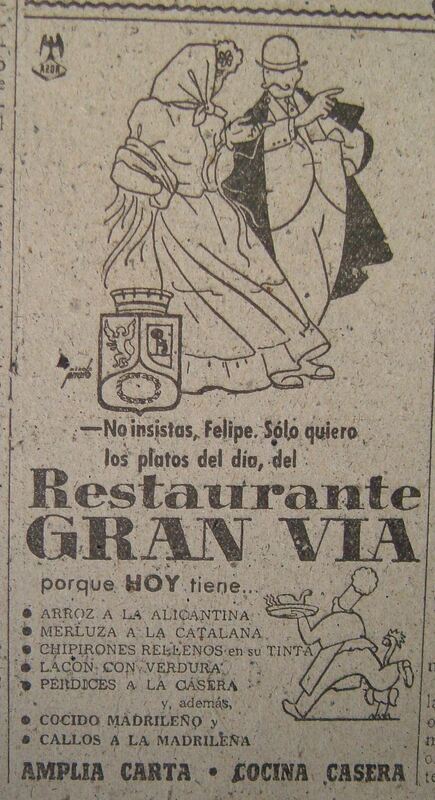 —No insistas, Felipe. Sólo quiero
los platos del día, del
Restaurante
GRAN VIA
porque HOY tiene...
● ARROZ A LA ALICANTINA
● MERLUZA A LA CATALANA
● CHIPIRONES RELLENOS en su TINTA
● LACON CON VERDURA
● PERDICES A LA CASERA
y, además,
● COCIDO MADRILEÑO y
● CALLOS A LA MADRILEÑA
AMPLIA CARTA • COCINA CASERA